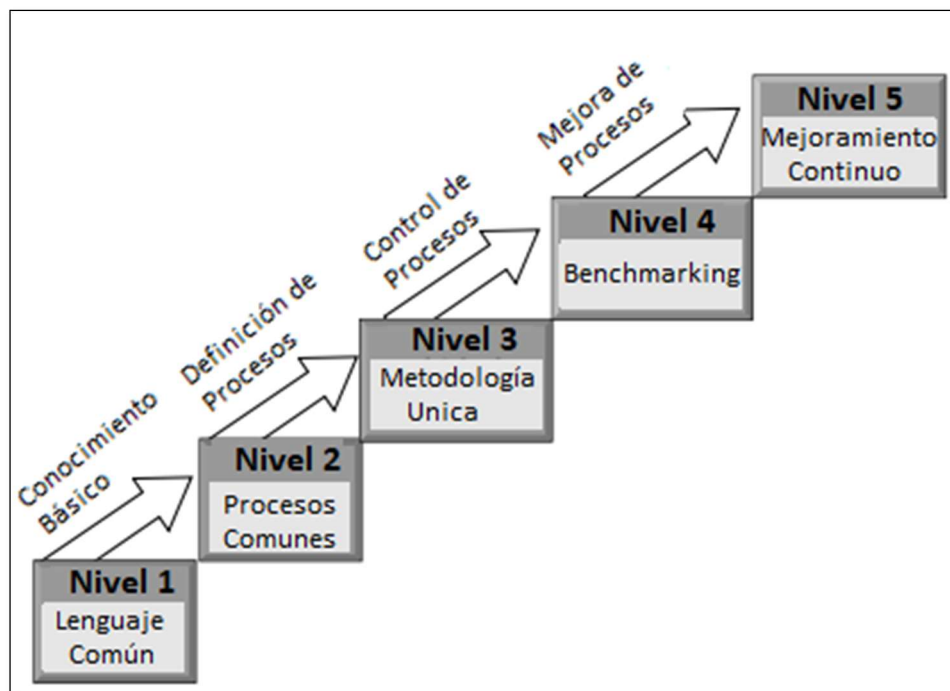 Nivel 5
Mejoramiento
Continuo
Mejora de
Procesos
Nivel 4
Benchmarking
Control de
Procesos
Nivel 3
Metodología
Unica
Definición de
Procesos
Nivel 2
Procesos
Comunes
Conocimiento
Básico
Nivel 1
Lenguaje
Común